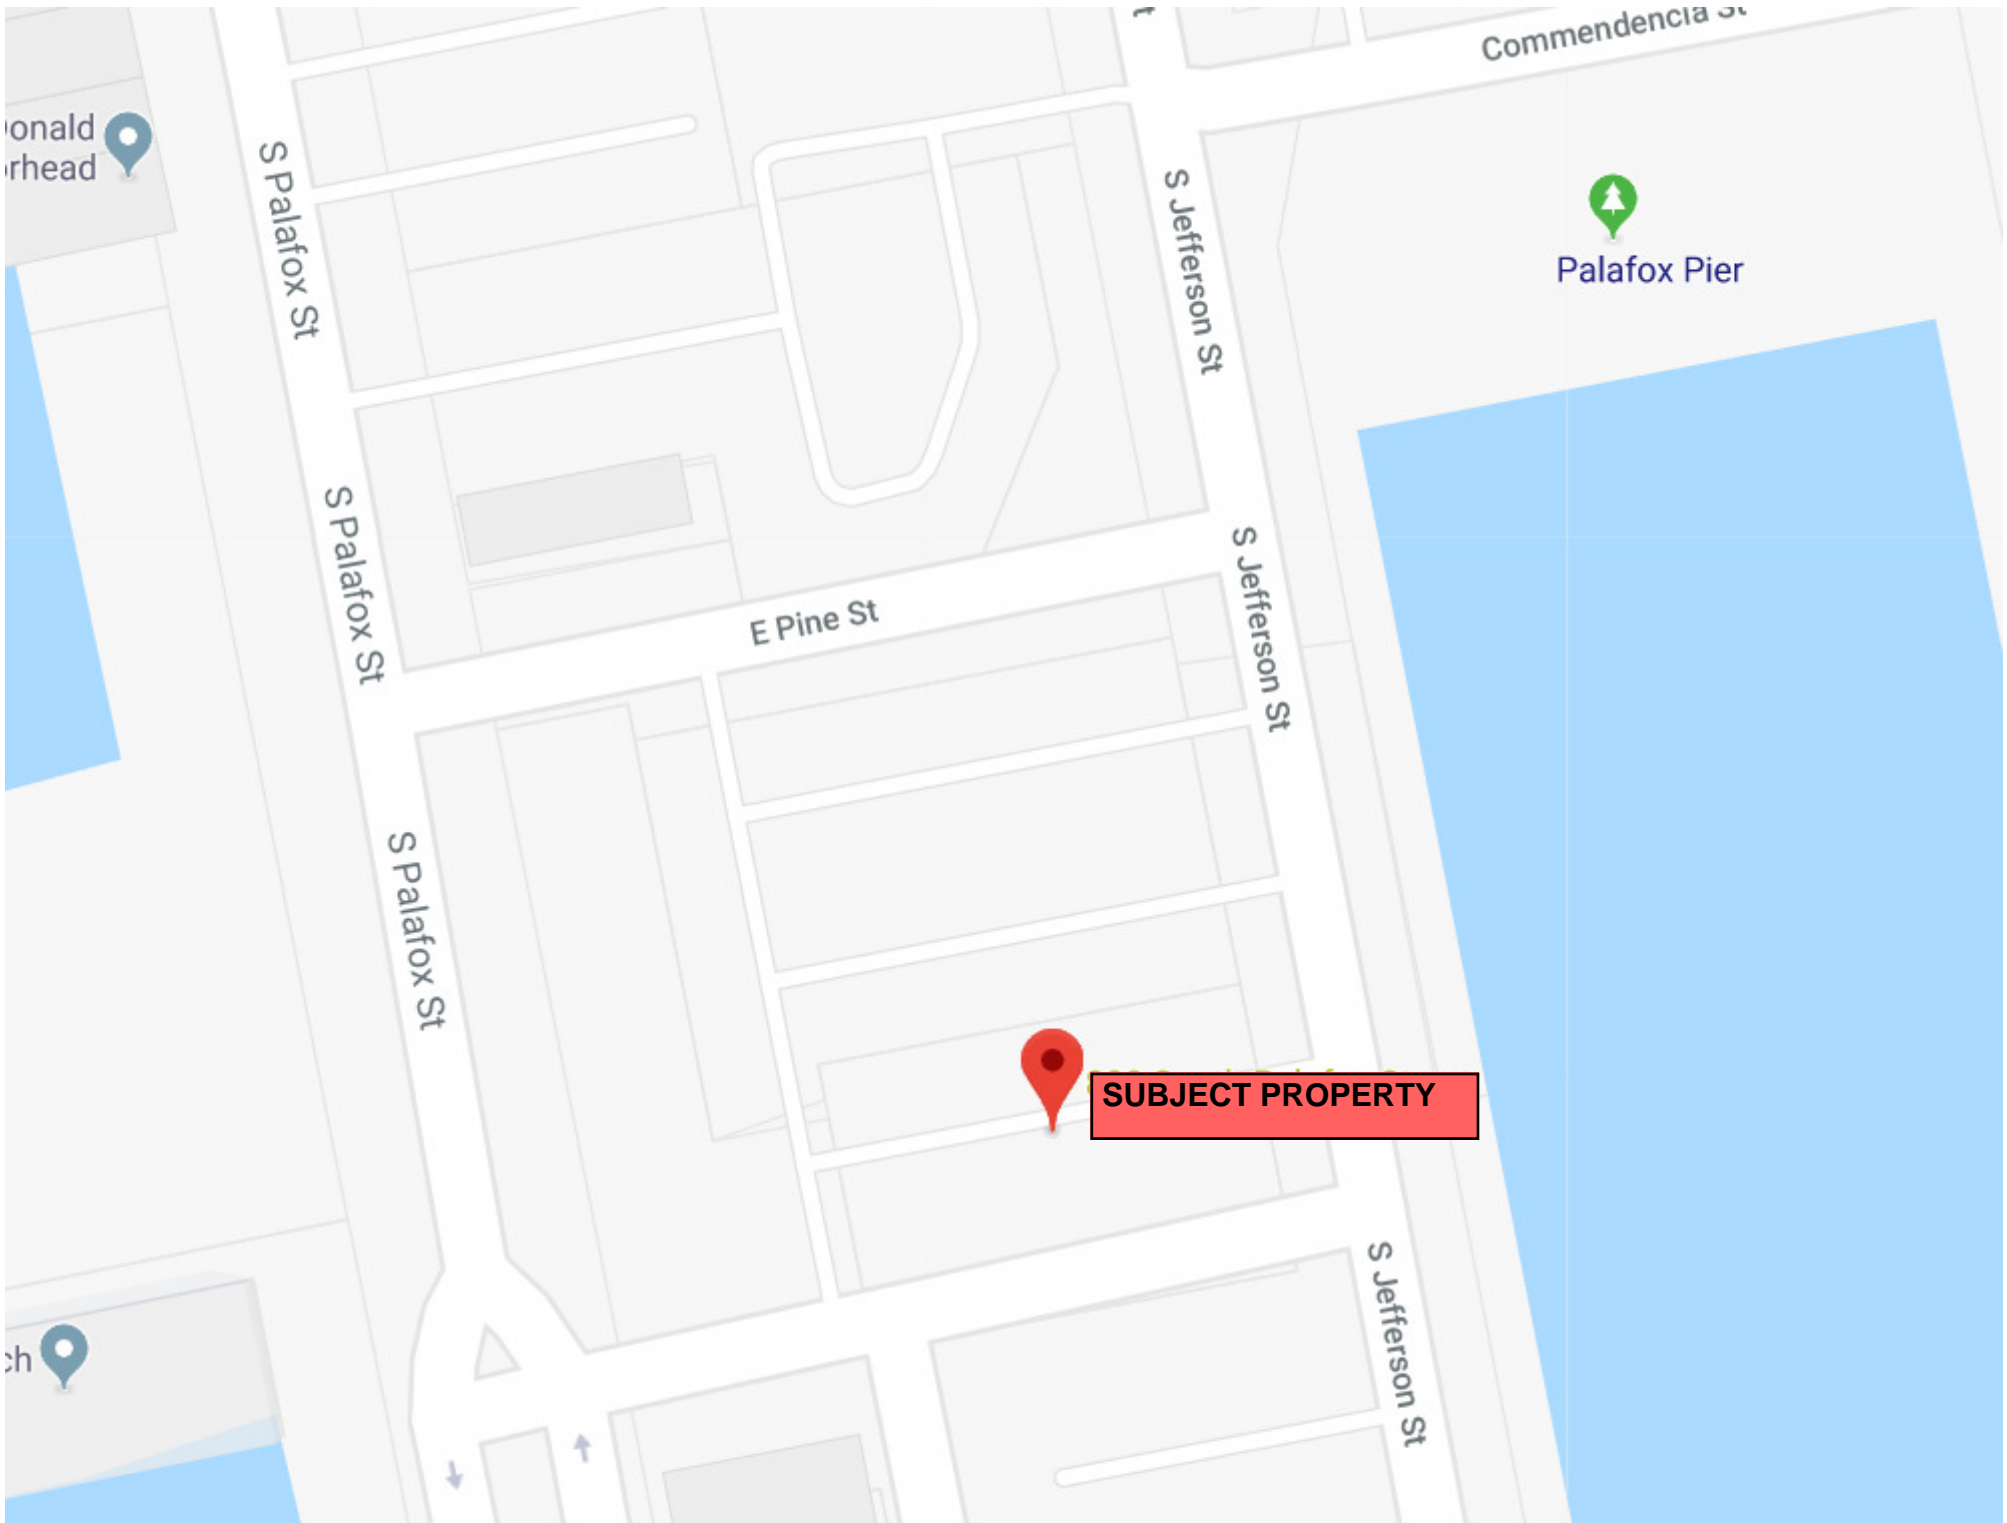 Commendencia St
onald
rhead
S Palafox St
S Jefferson St
Palafox Pier
S Palafox St
S Jefferson St
E Pine St
S Palafox St
SUBJECT PROPERTY
S Jefferson St
ch